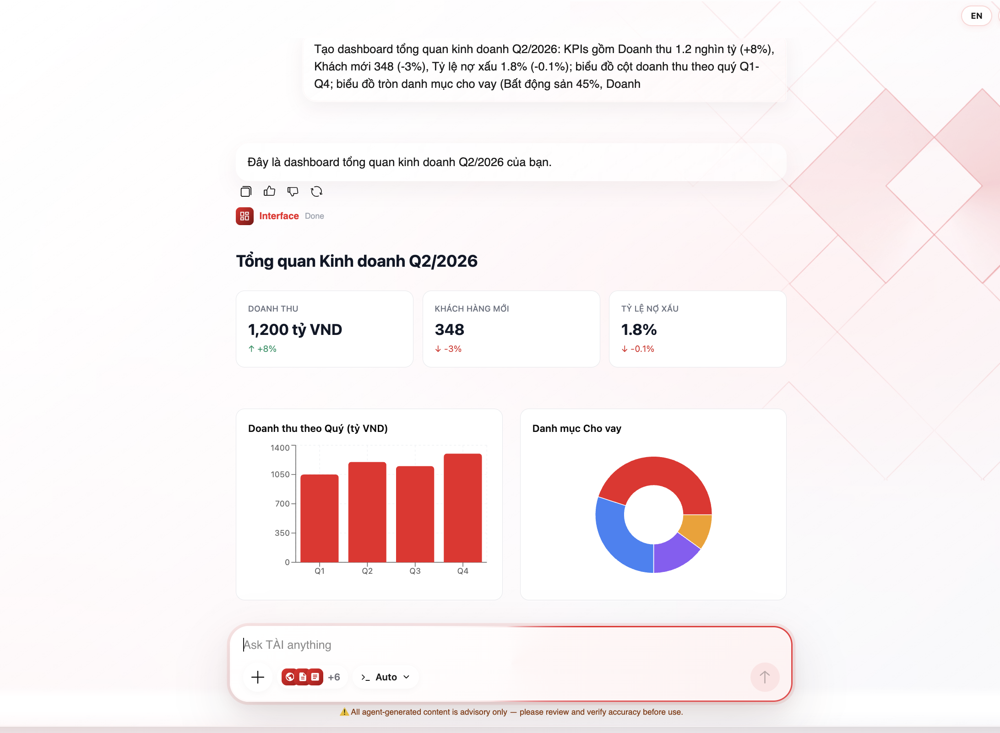 EN
Tạo dashboard tổng quan kinh doanh Q2/2026: KPIs gồm Doanh thu 1.2 nghìn tỷ (+8%),
Khách mới 348 (-3%), Tỷ lệ nợ xấu 1.8% (-0.1%); biểu đồ cột doanh thu theo quý Q1-
Q4; biểu đồ tròn danh mục cho vay (Bất động sản 45%, Doanh
Đây là dashboard tổng quan kinh doanh Q2/2026 của bạn.
Interface Done
Tổng quan Kinh doanh Q2/2026
DOANH THU
1,200 tỷ VND
↑ +8%
KHÁCH HÀNG MỚI
348
↓ -3%
TỶ LỆ NỢ XẤU
1.8%
↓ -0.1%
Doanh thu theo Quý (tỷ VND)
1400
1050
700
350
0
Q1 Q2 Q3 Q4
Danh mục Cho vay
Ask TÀI anything
+6
>_ Auto
⚠️ All agent-generated content is advisory only — please review and verify accuracy before use.